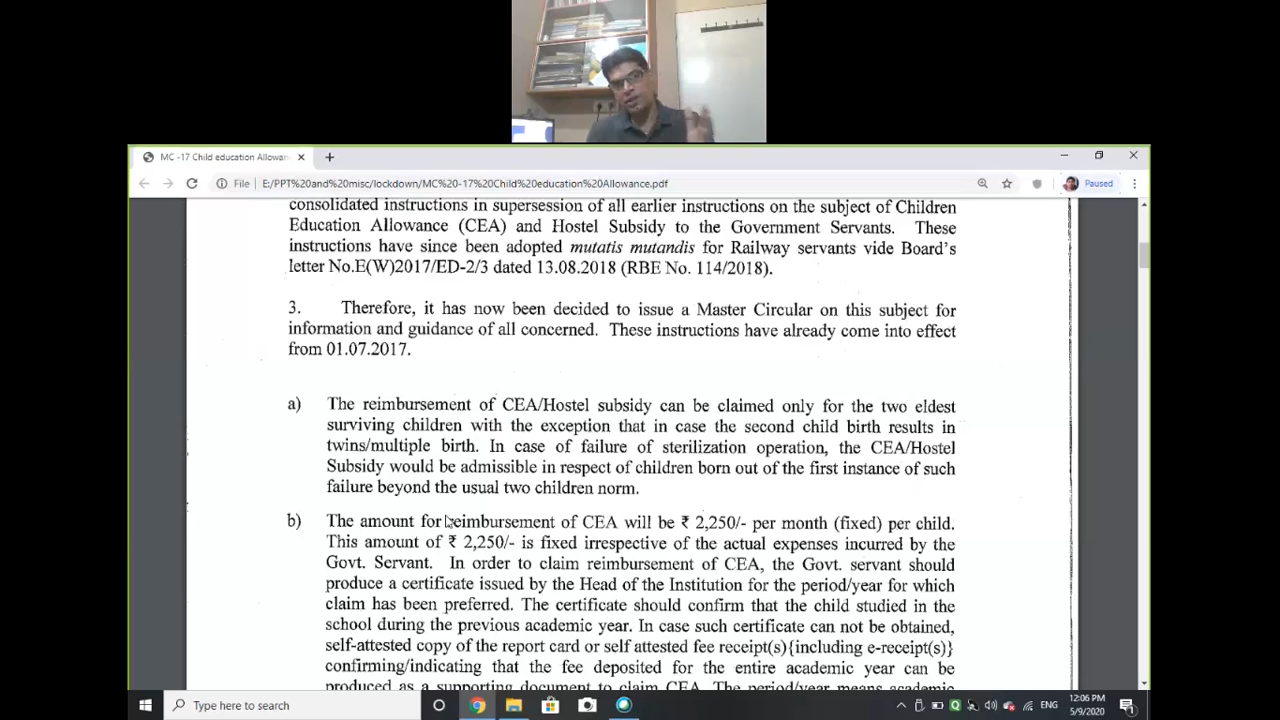 MC -17 Child education Allowan
File
E:/PPT%20and%20misc/lockdown/MC%20-17%20Child%20education%20Allowance.pdf
Paused
consolidated instructions in supersession of all earlier instructions on the subject of Children
Education Allowance (CEA) and Hostel Subsidy to the Government Servants. These
instructions have since been adopted mutatis mutandis for Railway servants vide Board's
letter No.E(W)2017/ED-2/3 dated 13.08.2018 (RBE No. 114/2018).
3. Therefore, it has now been decided to issue a Master Circular on this subject for
information and guidance of all concerned. These instructions have already come into effect
from 01.07.2017.
a) The reimbursement of CEA/Hostel subsidy can be claimed only for the two eldest
surviving children with the exception that in case the second child birth results in
twins/multiple birth. In case of failure of sterilization operation, the CEA/Hostel
Subsidy would be admissible in respect of children born out of the first instance of such
failure beyond the usual two children norm.
b) The amount for reimbursement of CEA will be ₹ 2,250/- per month (fixed) per child.
This amount of ₹ 2,250/- is fixed irrespective of the actual expenses incurred by the
Govt. Servant. In order to claim reimbursement of CEA, the Govt. servant should
produce a certificate issued by the Head of the Institution for the period/year for which
claim has been preferred. The certificate should confirm that the child studied in the
school during the previous academic year. In case such certificate can not be obtained,
self-attested copy of the report card or self attested fee receipt(s){including e-receipt(s)}
confirming/indicating that the fee deposited for the entire academic year can be
produced as a supporting document to claim CEA. The period/year means academic
Type here to search
ENG
12:06 PM
5/9/2020
1